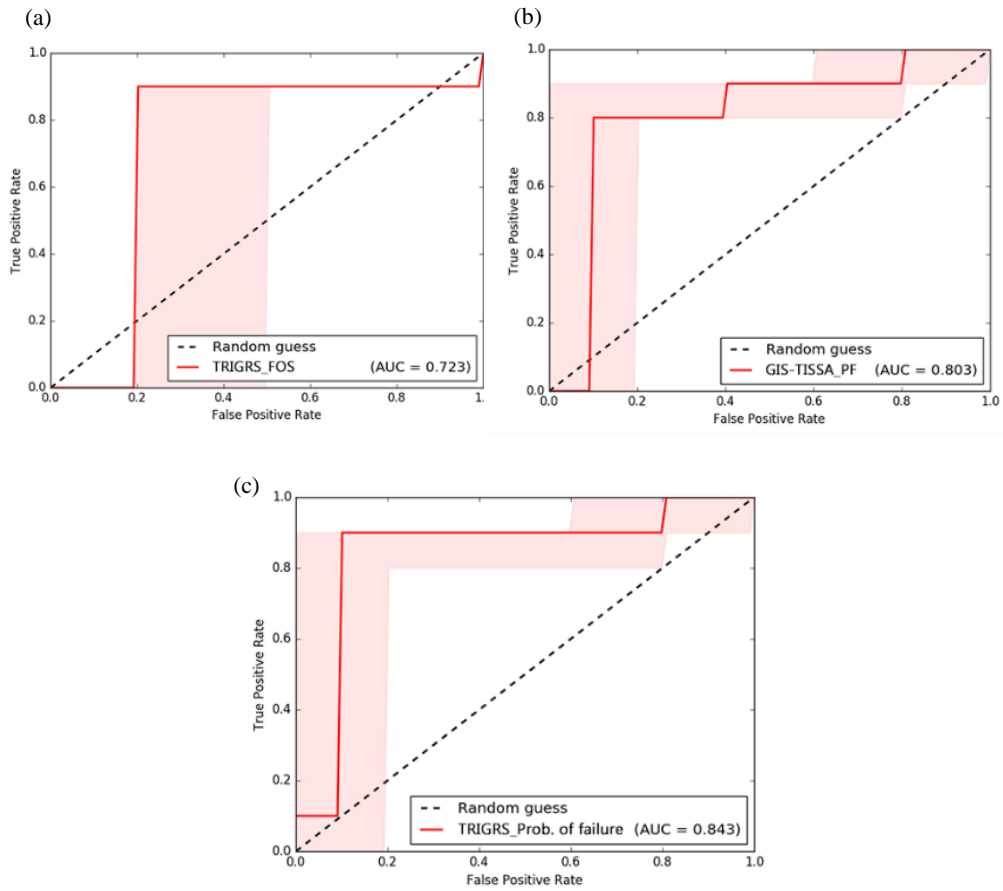 (a)
1.0
0.8
0.6
0.4
0.2
0.0
True Positive Rate
Random guess
TRIGRS_FOS (AUC = 0.723)
0.0 0.2 0.4 0.6 0.8 1.
False Positive Rate
(b)
1.0
0.8
0.6
0.4
0.2
0.0
True Positive Rate
Random guess
GIS-TISSA_PF (AUC = 0.803)
0.0 0.2 0.4 0.6 0.8 1.0
False Positive Rate
(c)
1.0
0.8
0.6
0.4
0.2
0.0
True Positive Rate
Random guess
TRIGRS_Prob. of failure (AUC = 0.843)
0.0 0.2 0.4 0.6 0.8 1.0
False Positive Rate